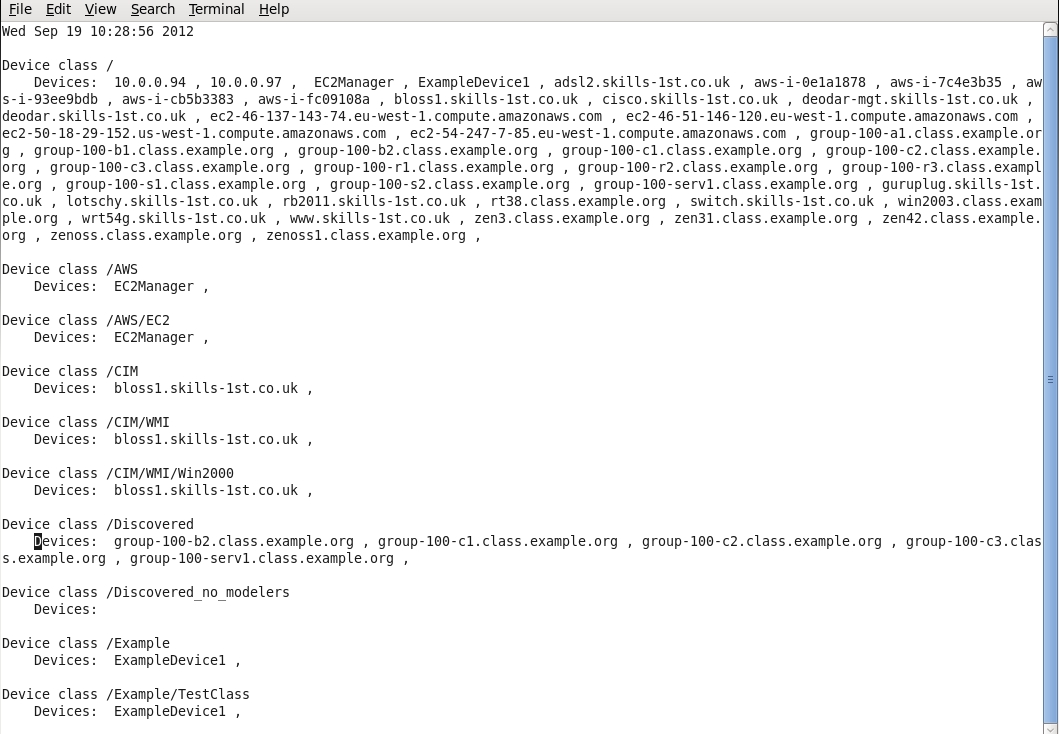 File Edit View Search Terminal Help
Wed Sep 19 10:28:56 2012
Device class /
Devices: 10.0.0.94 , 10.0.0.97 , EC2Manager , ExampleDevice1 , adsl2.skills-1st.co.uk , aws-i-0e1a1878 , aws-i-7c4e3b35 , aw
s-i-93ee9bdb , aws-i-cb5b3383 , aws-i-fc09108a , bloss1.skills-1st.co.uk , cisco.skills-1st.co.uk , deodar-mgt.skills-1st.co.uk ,
deodar.skills-1st.co.uk , ec2-46-137-143-74.eu-west-1.compute.amazonaws.com , ec2-46-51-146-120.eu-west-1.compute.amazonaws.com ,
ec2-50-18-29-152.us-west-1.compute.amazonaws.com , ec2-54-247-7-85.eu-west-1.compute.amazonaws.com , group-100-a1.class.example.or
g , group-100-b1.class.example.org , group-100-b2.class.example.org , group-100-c1.class.example.org , group-100-c2.class.example.
org , group-100-c3.class.example.org , group-100-r1.class.example.org , group-100-r2.class.example.org , group-100-r3.class.exampl
e.org , group-100-s1.class.example.org , group-100-s2.class.example.org , group-100-serv1.class.example.org , guruplug.skills-1st.
co.uk , lotschy.skills-1st.co.uk , rb2011.skills-1st.co.uk , rt38.class.example.org , switch.skills-1st.co.uk , win2003.class.exam
ple.org , wrt54g.skills-1st.co.uk , www.skills-1st.co.uk , zen3.class.example.org , zen31.class.example.org , zen42.class.example.
org , zenoss.class.example.org , zenoss1.class.example.org ,
Device class /AWS
Devices: EC2Manager ,
Device class /AWS/EC2
Devices: EC2Manager ,
Device class /CIM
Devices: bloss1.skills-1st.co.uk ,
Device class /CIM/WMI
Devices: bloss1.skills-1st.co.uk ,
Device class /CIM/WMI/Win2000
Devices: bloss1.skills-1st.co.uk ,
Device class /Discovered
Devices: group-100-b2.class.example.org , group-100-c1.class.example.org , group-100-c2.class.example.org , group-100-c3.clas
s.example.org , group-100-serv1.class.example.org ,
Device class /Discovered_no_modelers
Devices:
Device class /Example
Devices: ExampleDevice1 ,
Device class /Example/TestClass
Devices: ExampleDevice1 ,